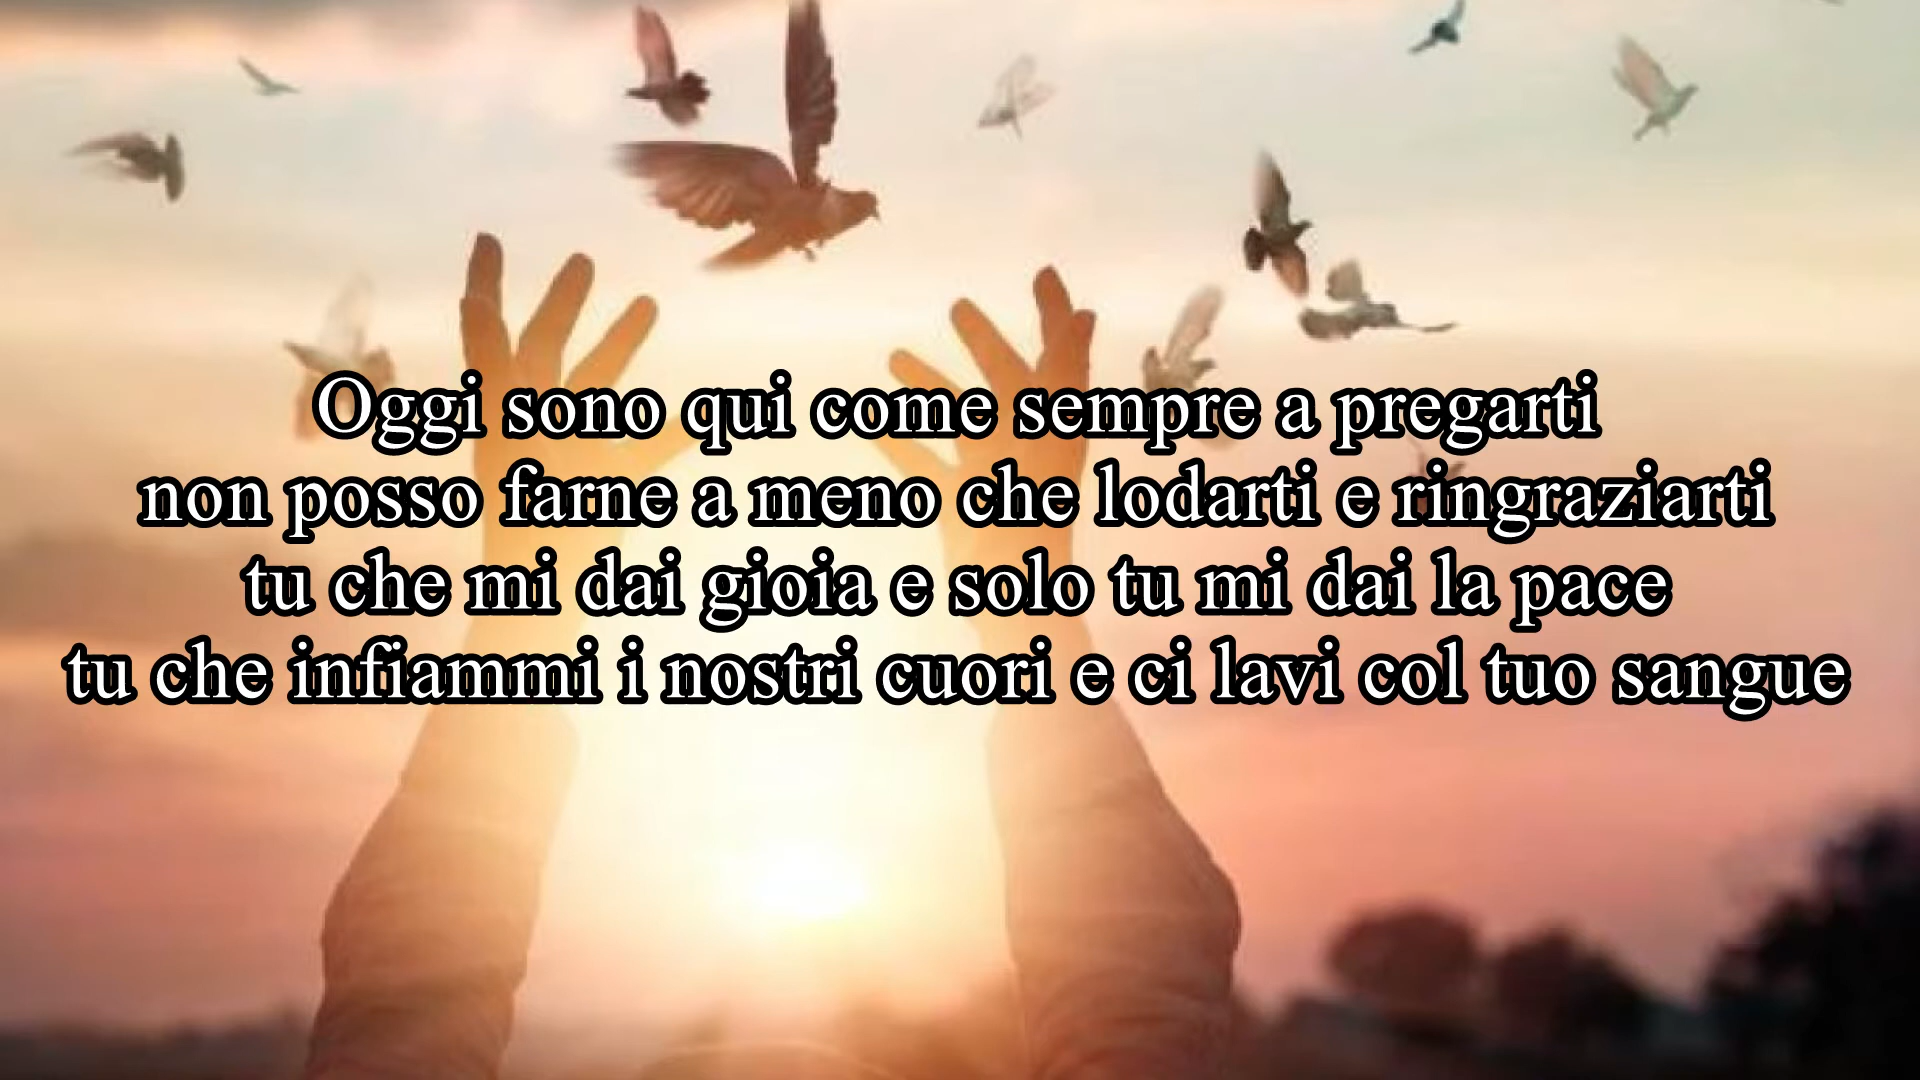 Oggi sono qui come sempre a pregarti
non posso farne a meno che lodarti e ringraziarti
tu che mi dai gioia e solo tu mi dai la pace
tu che infiammi i nostri cuori e ci lavi col tuo sangue